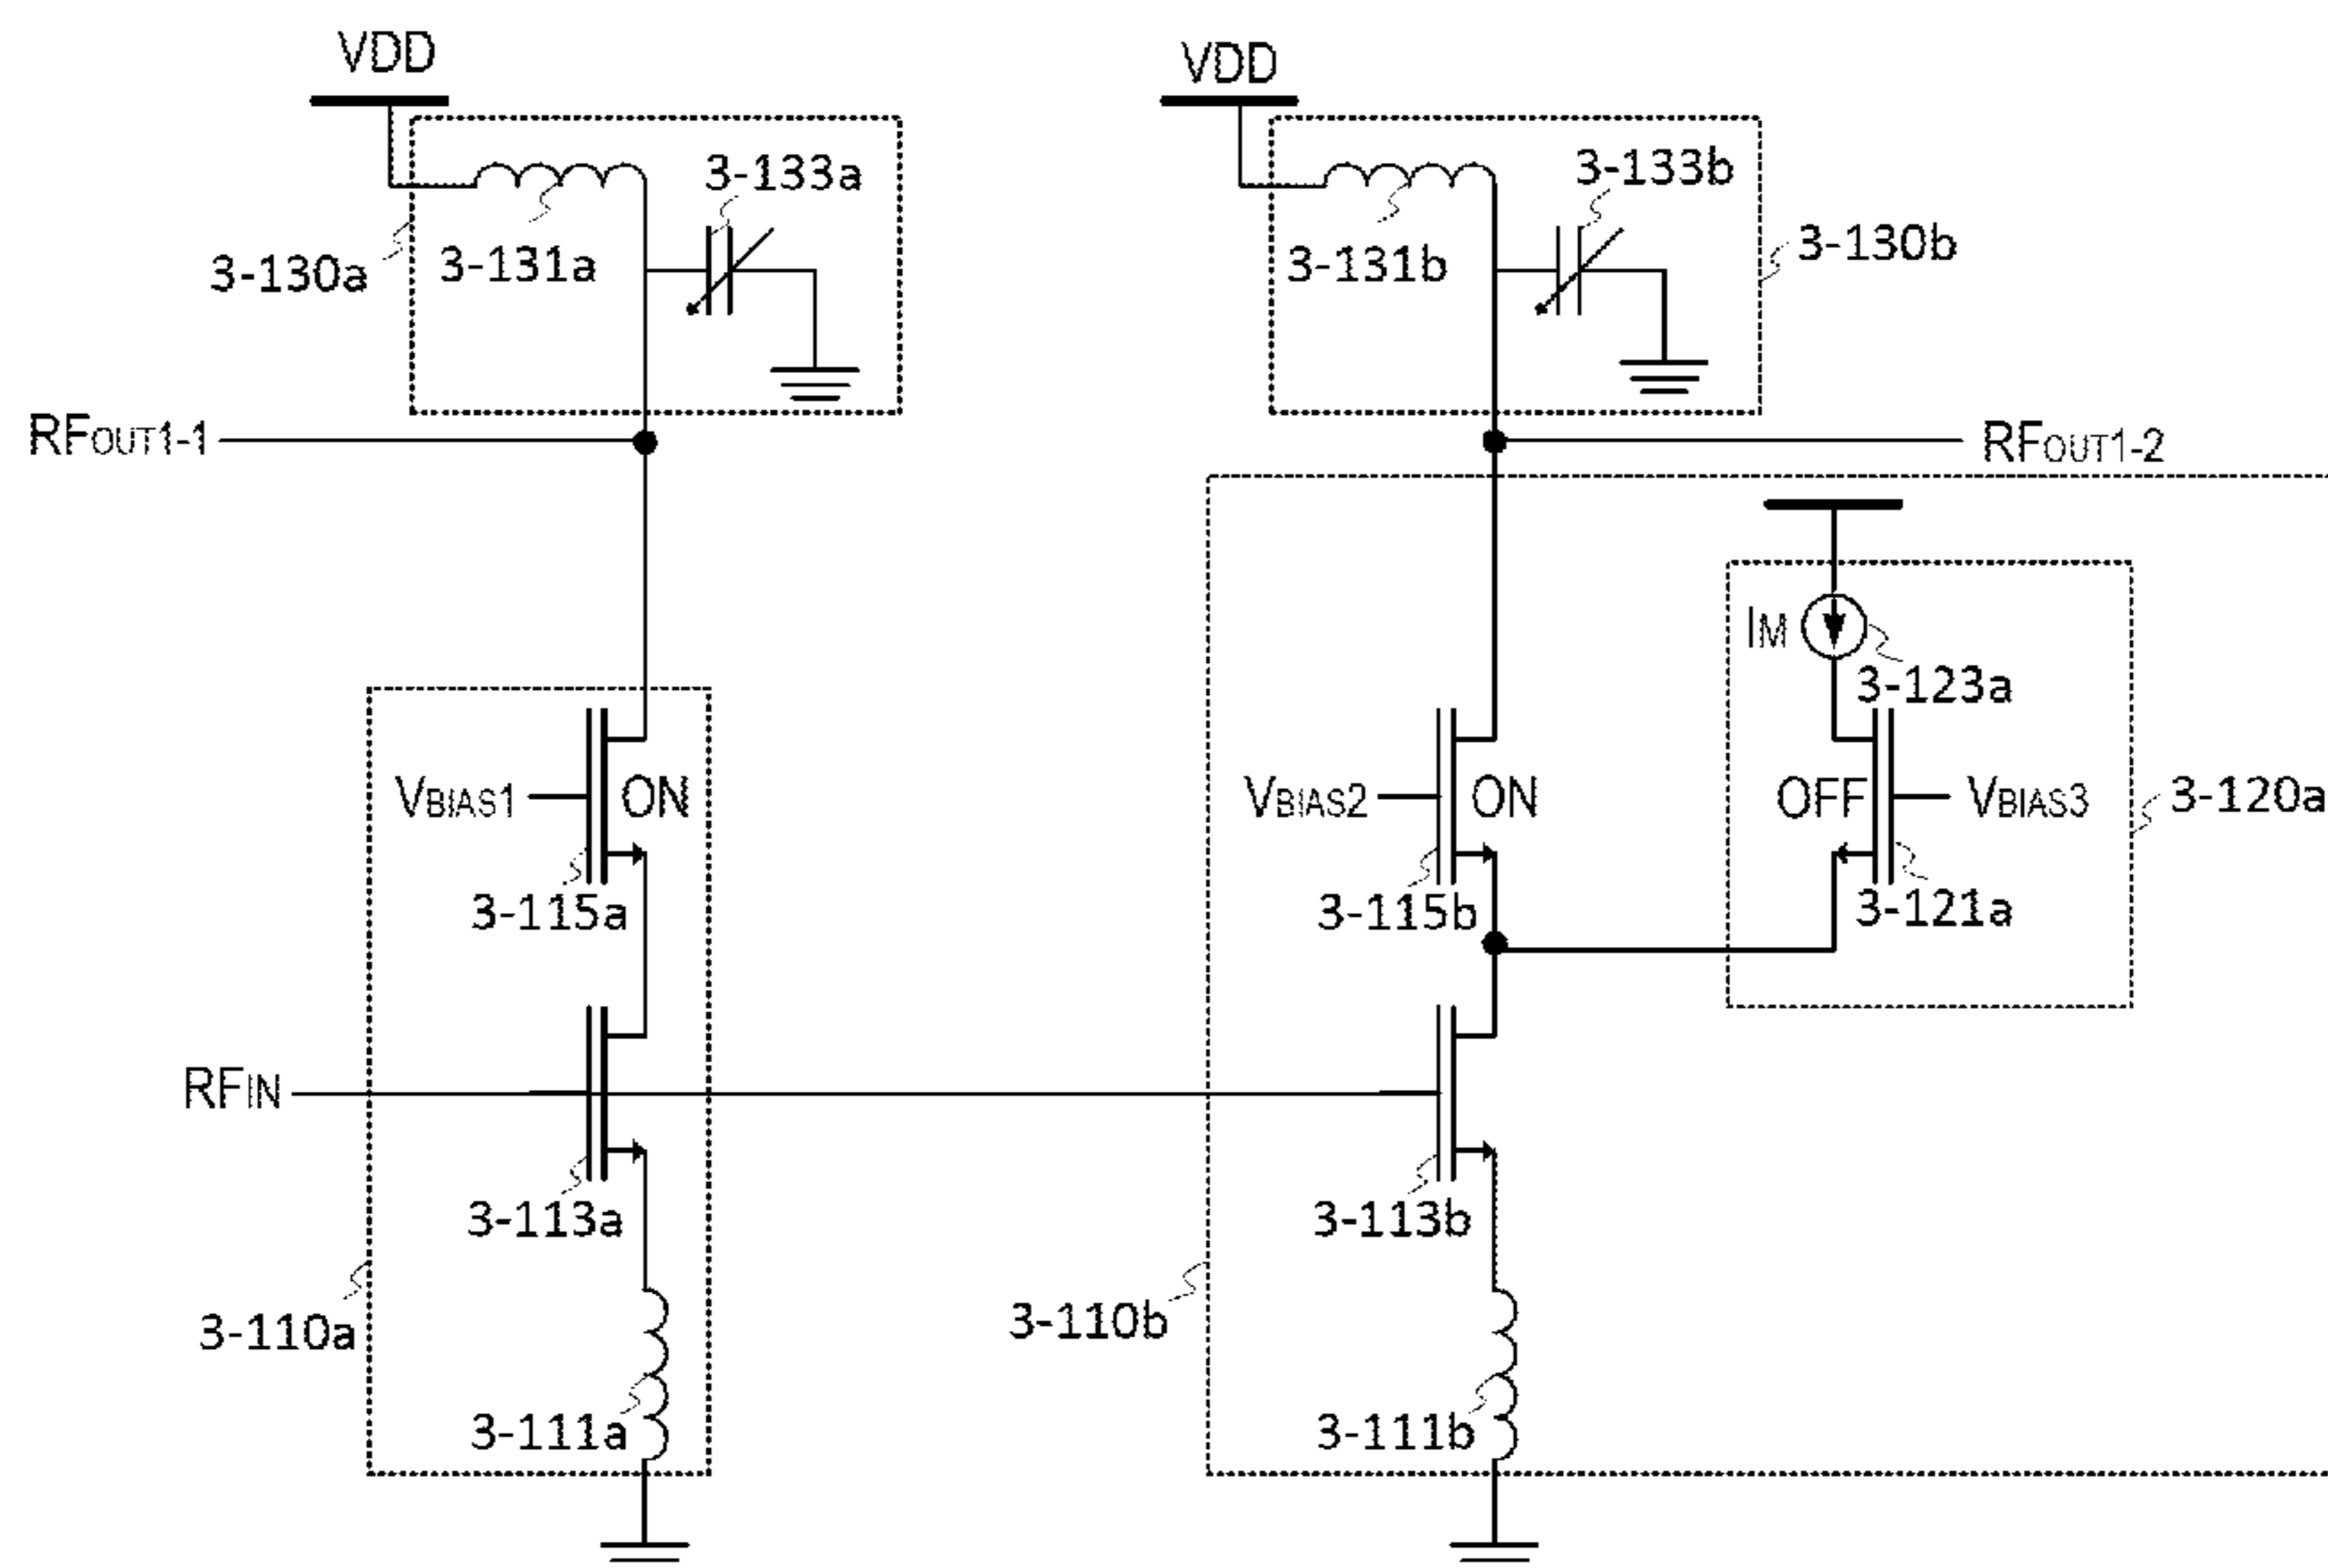 VDD
VDD
3-133a
3-133b
3-130a
3-131a
3-131b
3-130b
RFOUT1-1
RFOUT1-2
IM
3-123a
VBIAS1
ON
VBIAS2
ON
OFF
VBIAS3
3-120a
3-115a
3-115b
3-121a
RFIN
3-113a
3-113b
3-110a
3-110b
3-111a
3-111b